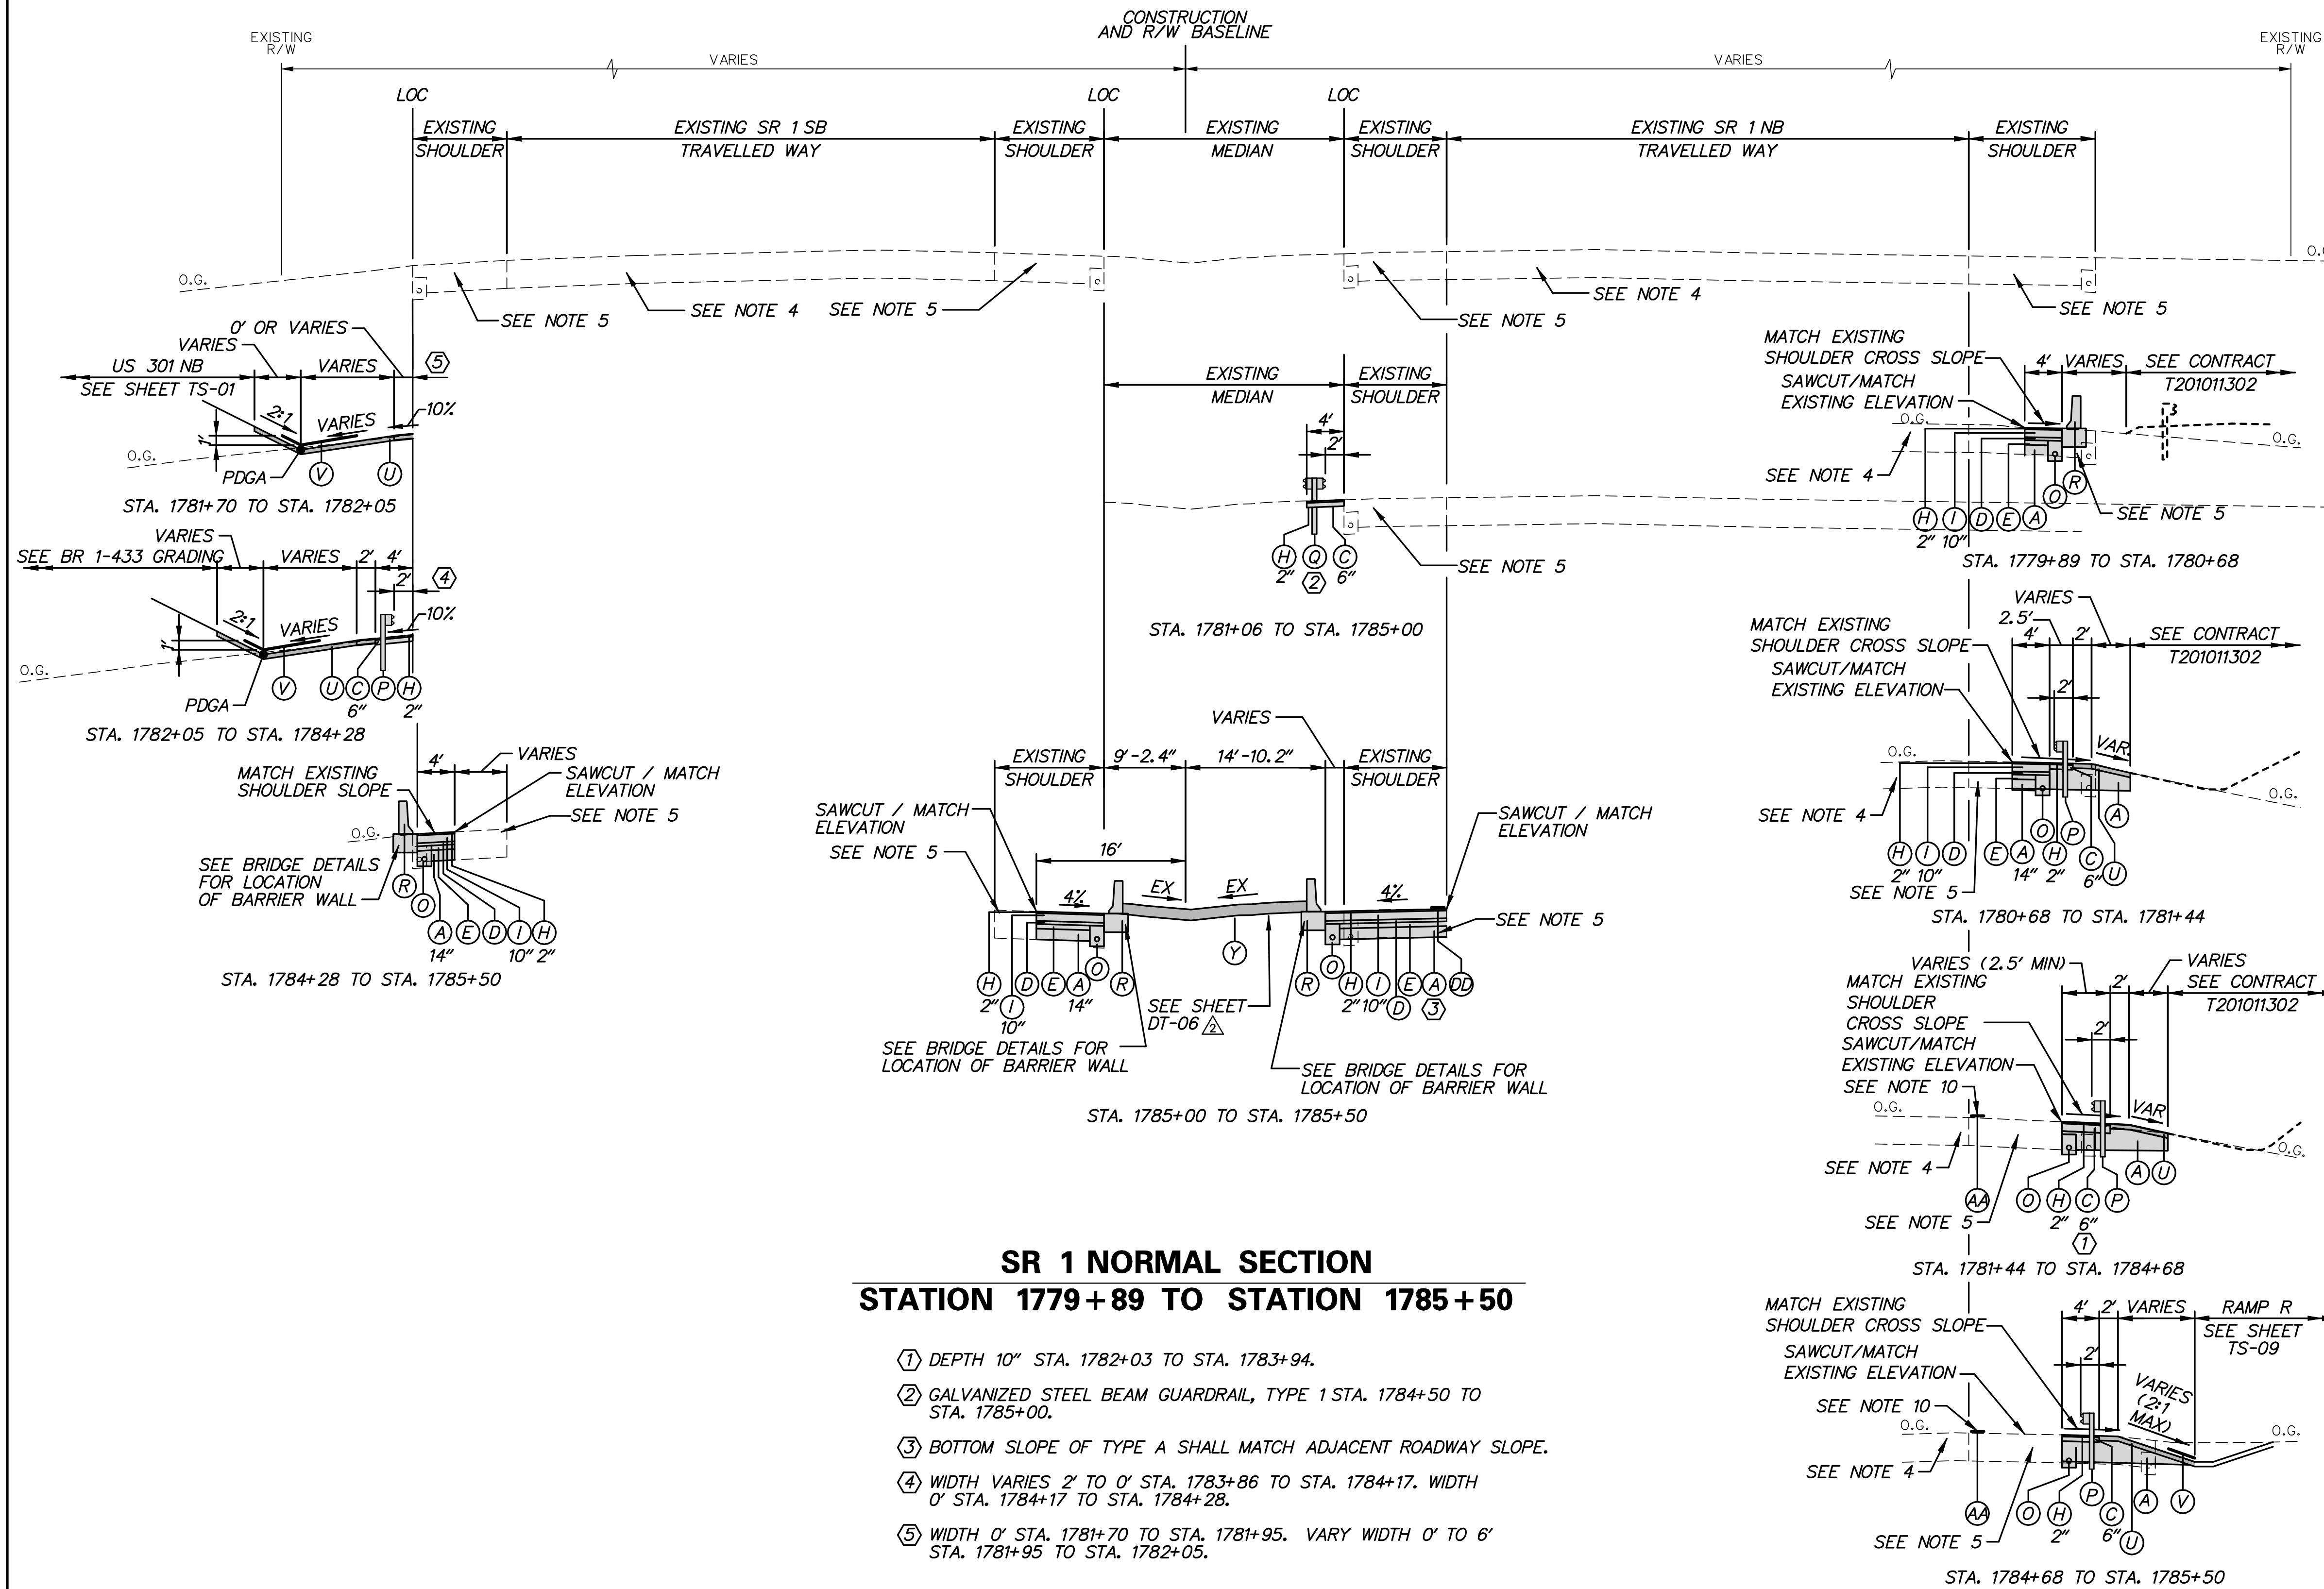 CONSTRUCTION
AND R/W BASELINE
EXISTING
R/W
EXISTING
R/W
VARIES
VARIES
LOC
LOC
LOC
EXISTING
SHOULDER
EXISTING SR 1 SB
TRAVELLED WAY
EXISTING
SHOULDER
EXISTING
MEDIAN
EXISTING
SHOULDER
EXISTING SR 1 NB
TRAVELLED WAY
EXISTING
SHOULDER
O.G.
SEE NOTE 5
SEE NOTE 4
SEE NOTE 5
SEE NOTE 5
SEE NOTE 4
SEE NOTE 5
0' OR VARIES
VARIES
US 301 NB
VARIES
5
SEE SHEET TS-01
2:1
VARIES
10%
1'
O.G.
PDGA
V
U
STA. 1781+70 TO STA. 1782+05
VARIES
SEE BR 1-433 GRADING
VARIES
2'
4'
2'
4
10%
2:1
VARIES
1'
O.G.
V
U
C
P
H
6"
2"
PDGA
STA. 1782+05 TO STA. 1784+28
4'
VARIES
MATCH EXISTING
SHOULDER SLOPE
SAWCUT / MATCH
ELEVATION
SEE NOTE 5
O.G.
SEE BRIDGE DETAILS
FOR LOCATION
OF BARRIER WALL
R
O
A
E
D
I
H
14"
10"
2"
STA. 1784+28 TO STA. 1785+50
EXISTING
MEDIAN
EXISTING
SHOULDER
4'
2'
H
Q
C
2"
2
6"
SEE NOTE 5
STA. 1781+06 TO STA. 1785+00
VARIES
EXISTING
SHOULDER
9'-2.4"
14'-10.2"
EXISTING
SHOULDER
SAWCUT / MATCH
ELEVATION
SEE NOTE 5
16'
4%
EX
EX
4%
SAWCUT / MATCH
ELEVATION
SEE NOTE 5
H
I
D
E
A
O
R
2"
10"
14"
Y
R
O
H
I
D
E
A
DD
2"
10"
3
SEE SHEET
DT-06
2
SEE BRIDGE DETAILS FOR
LOCATION OF BARRIER WALL
SEE BRIDGE DETAILS FOR
LOCATION OF BARRIER WALL
STA. 1785+00 TO STA. 1785+50
MATCH EXISTING
SHOULDER CROSS SLOPE
4'
VARIES
SEE CONTRACT
T201011302
SAWCUT/MATCH
EXISTING ELEVATION
O.G.
O.G.
SEE NOTE 4
H
I
D
E
A
O
R
2"
10"
SEE NOTE 5
STA. 1779+89 TO STA. 1780+68
VARIES
2.5'
MATCH EXISTING
SHOULDER CROSS SLOPE
4'
2'
SEE CONTRACT
T201011302
SAWCUT/MATCH
EXISTING ELEVATION
2'
VAR.
O.G.
O.G.
SEE NOTE 4
H
I
D
E
A
O
H
P
C
U
A
2"
10"
14"
2"
6"
SEE NOTE 5
STA. 1780+68 TO STA. 1781+44
VARIES (2.5' MIN)
2'
VARIES
SEE CONTRACT
T201011302
MATCH EXISTING
SHOULDER
CROSS SLOPE
SAWCUT/MATCH
EXISTING ELEVATION
SEE NOTE 10
2'
VAR
O.G.
O.G.
SEE NOTE 4
AA
O
H
C
P
A
U
2"
6"
1
SEE NOTE 5
STA. 1781+44 TO STA. 1784+68
MATCH EXISTING
SHOULDER CROSS SLOPE
4'
2'
VARIES
RAMP R
SEE SHEET
TS-09
SAWCUT/MATCH
EXISTING ELEVATION
2'
VARIES
(2:1
MAX)
SEE NOTE 10
O.G.
O.G.
SEE NOTE 4
AA
O
H
P
C
U
A
V
2"
6"
SEE NOTE 5
STA. 1784+68 TO STA. 1785+50
SR 1 NORMAL SECTION
STATION 1779+89 TO STATION 1785+50
1 DEPTH 10" STA. 1782+03 TO STA. 1783+94.
2 GALVANIZED STEEL BEAM GUARDRAIL, TYPE 1 STA. 1784+50 TO
STA. 1785+00.
3 BOTTOM SLOPE OF TYPE A SHALL MATCH ADJACENT ROADWAY SLOPE.
4 WIDTH VARIES 2' TO 0' STA. 1783+86 TO STA. 1784+17. WIDTH
0' STA. 1784+17 TO STA. 1784+28.
5 WIDTH 0' STA. 1781+70 TO STA. 1781+95. VARY WIDTH 0' TO 6'
STA. 1781+95 TO STA. 1782+05.